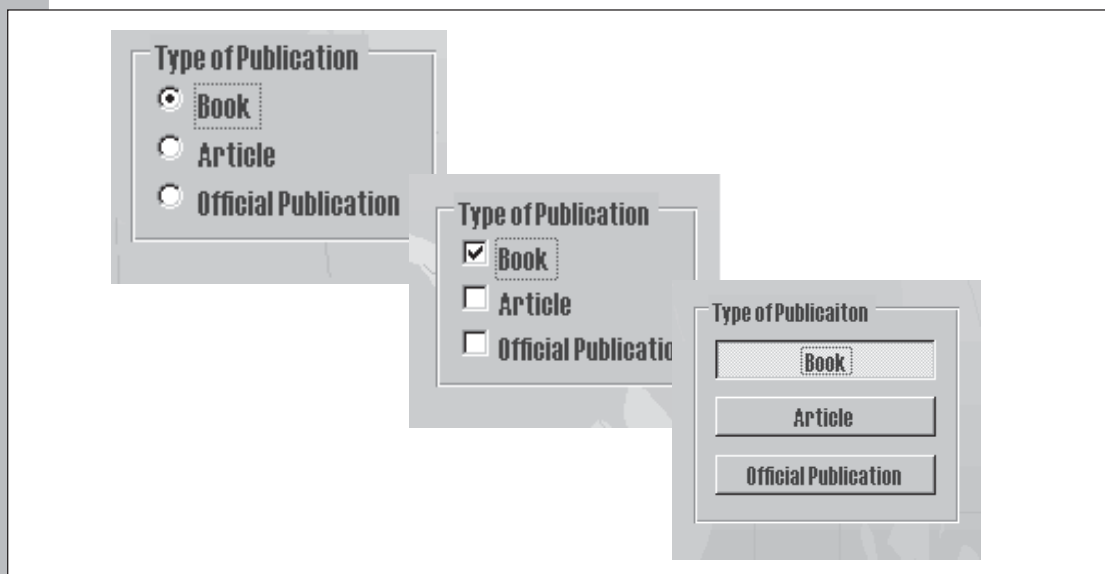 Type of Publication
Book
Article
Official Publication
Type of Publication
Book
Article
Official Publicatio
Type of Publicaiton
Book
Article
Official Publication